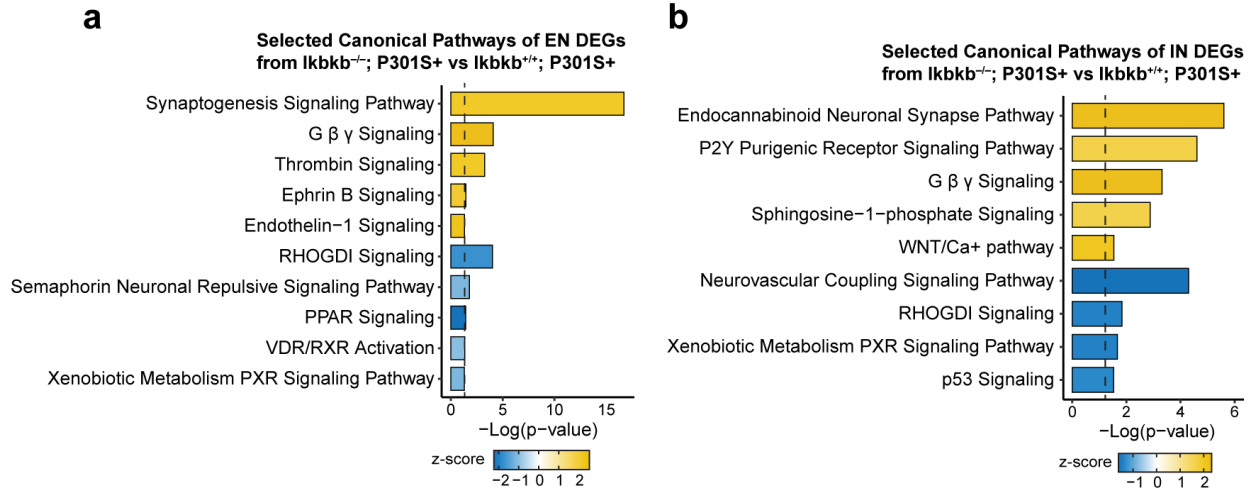 a
Selected Canonical Pathways of EN DEGs
from Ikbkb−/−; P301S+ vs Ikbkb+/+; P301S+
Synaptogenesis Signaling Pathway
G β γ Signaling
Thrombin Signaling
Ephrin B Signaling
Endothelin−1 Signaling
RHOGDI Signaling
Semaphorin Neuronal Repulsive Signaling Pathway
PPAR Signaling
VDR/RXR Activation
Xenobiotic Metabolism PXR Signaling Pathway
0 5 10 15
−Log(p−value)
z-score
−2 −1 0 1 2
b
Selected Canonical Pathways of IN DEGs
from Ikbkb−/−; P301S+ vs Ikbkb+/+; P301S+
Endocannabinoid Neuronal Synapse Pathway
P2Y Purigenic Receptor Signaling Pathway
G β γ Signaling
Sphingosine−1−phosphate Signaling
WNT/Ca+ pathway
Neurovascular Coupling Signaling Pathway
RHOGDI Signaling
Xenobiotic Metabolism PXR Signaling Pathway
p53 Signaling
0 2 4 6
−Log(p−value)
z-score
−1 0 1 2